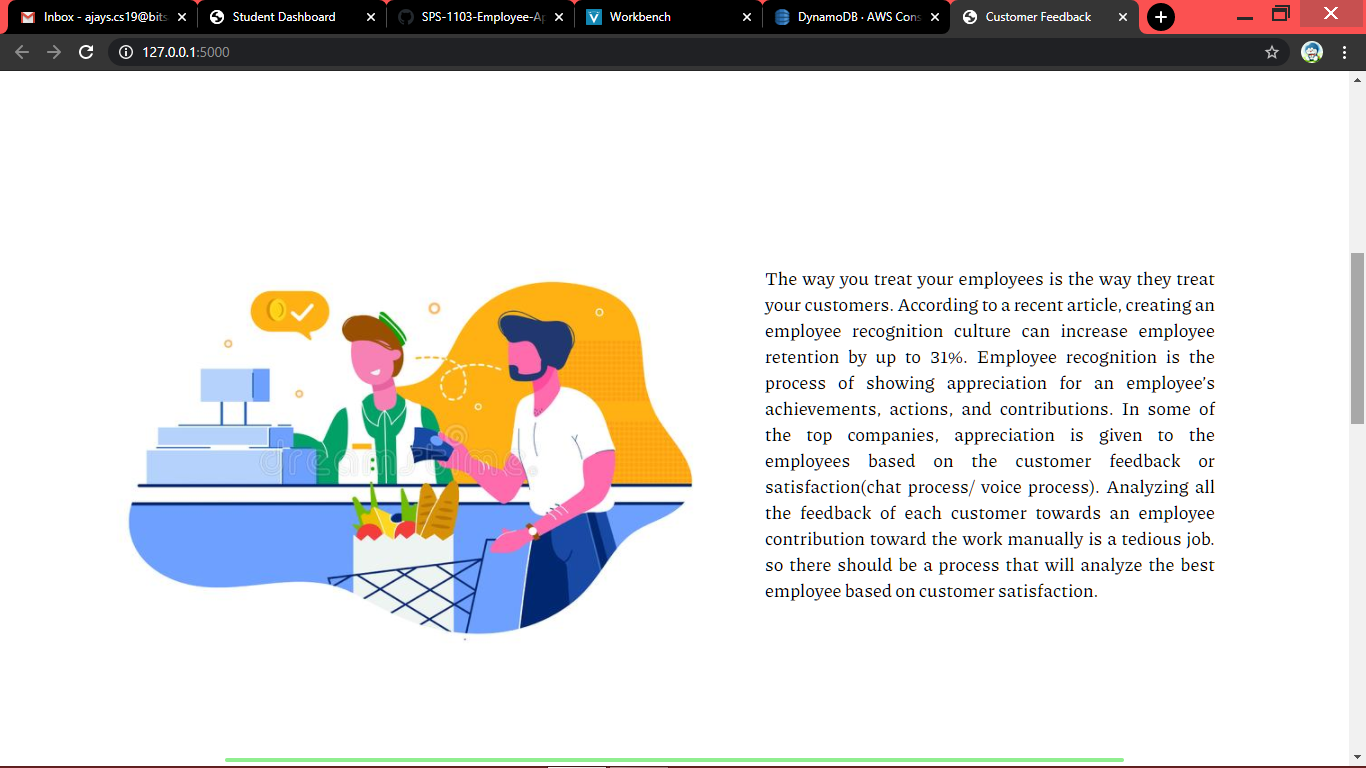 Inbox - ajays.cs19@bits
Student Dashboard
SPS-1103-Employee-Ap
Workbench
DynamoDB · AWS Cons
Customer Feedback
127.0.0.1:5000
The way you treat your employees is the way they treat
your customers. According to a recent article, creating an
employee recognition culture can increase employee
retention by up to 31%. Employee recognition is the
process of showing appreciation for an employee's
achievements, actions, and contributions. In some of
the top companies, appreciation is given to the
employees based on the customer feedback or
satisfaction(chat process/ voice process). Analyzing all
the feedback of each customer towards an employee
contribution toward the work manually is a tedious job.
so there should be a process that will analyze the best
employee based on customer satisfaction.
dreamstime